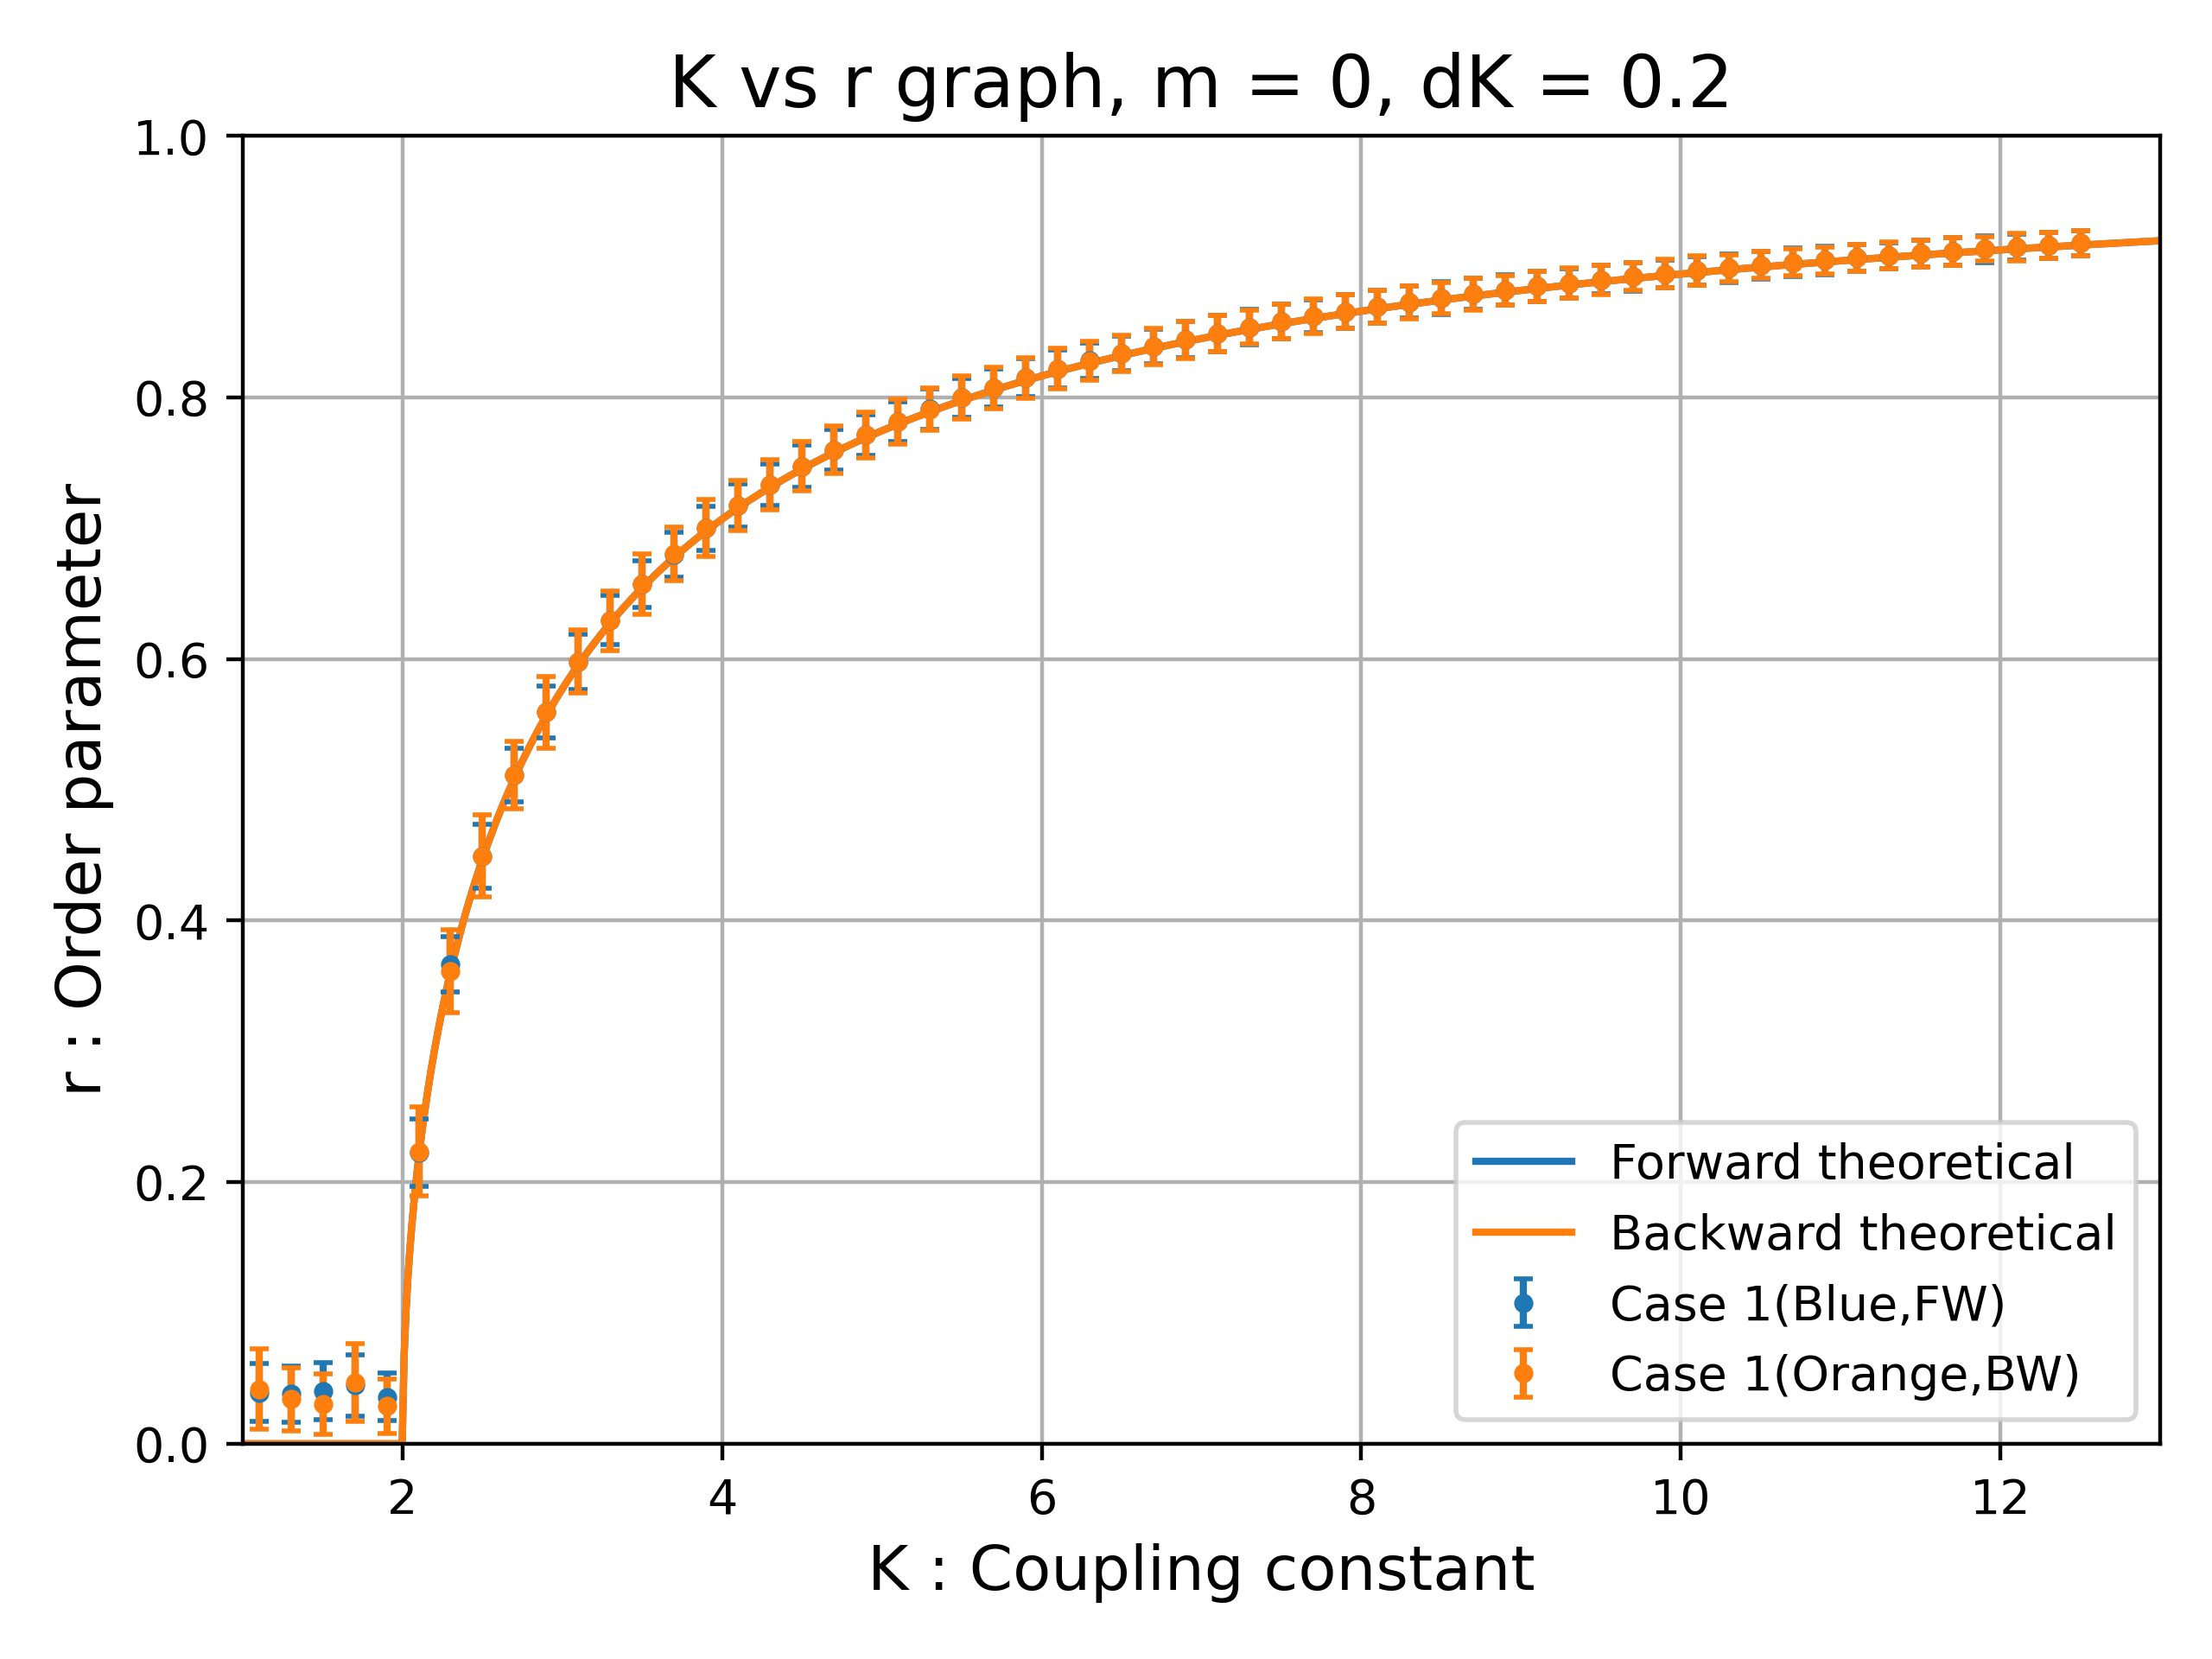 K vs r graph, m = 0, dK = 0.2
1.0
0.8
0.6
0.4
0.2
0.0
r : Order parameter
2 4 6 8 10 12
K : Coupling constant
Forward theoretical
Backward theoretical
Case 1(Blue,FW)
Case 1(Orange,BW)